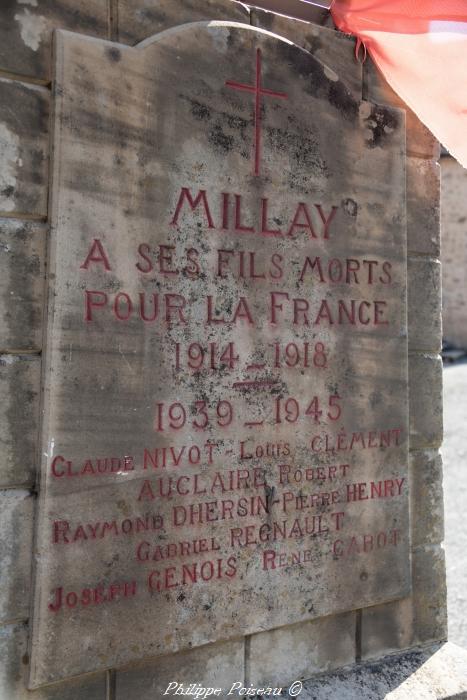 MILLAY
A SES FILS MORTS
POUR LA FRANCE
1914 _ 1918
1939 - 1945
CLAUDE NIVOT - LOUIS CLÉMENT
AUCLAIRE ROBERT
RAYMOND DHERSIN - PIERRE HENRY
GABRIEL REGNAULT
JOSEPH GENOIS RENÉ CABOT
Philippe Poiseau ©